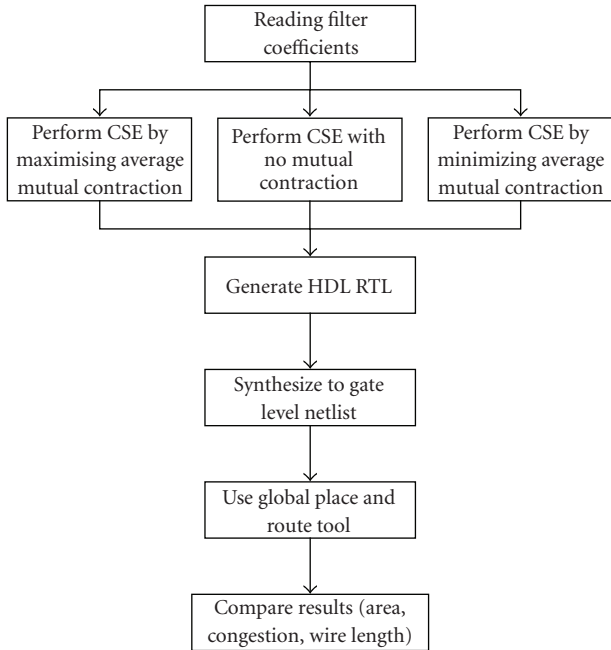 Reading filter
coefficients
Perform CSE by
maximising average
mutual contraction
Perform CSE with
no mutual
contraction
Perform CSE by
minimizing average
mutual contraction
Generate HDL RTL
Synthesize to gate
level netlist
Use global place and
route tool
Compare results (area,
congestion, wire length)